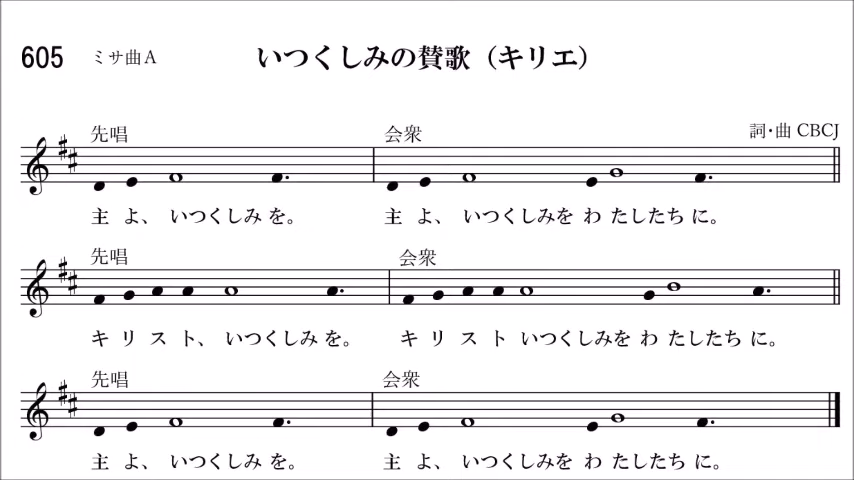 605 ミサ曲A いつくしみの賛歌（キリエ）
詞・曲 CBCJ
先唱 会衆
主よ、いつくしみを。 主よ、いつくしみをわたしたちに。
先唱 会衆
キリスト、いつくしみを。 キリストいつくしみをわたしたちに。
先唱 会衆
主よ、いつくしみを。 主よ、いつくしみをわたしたちに。